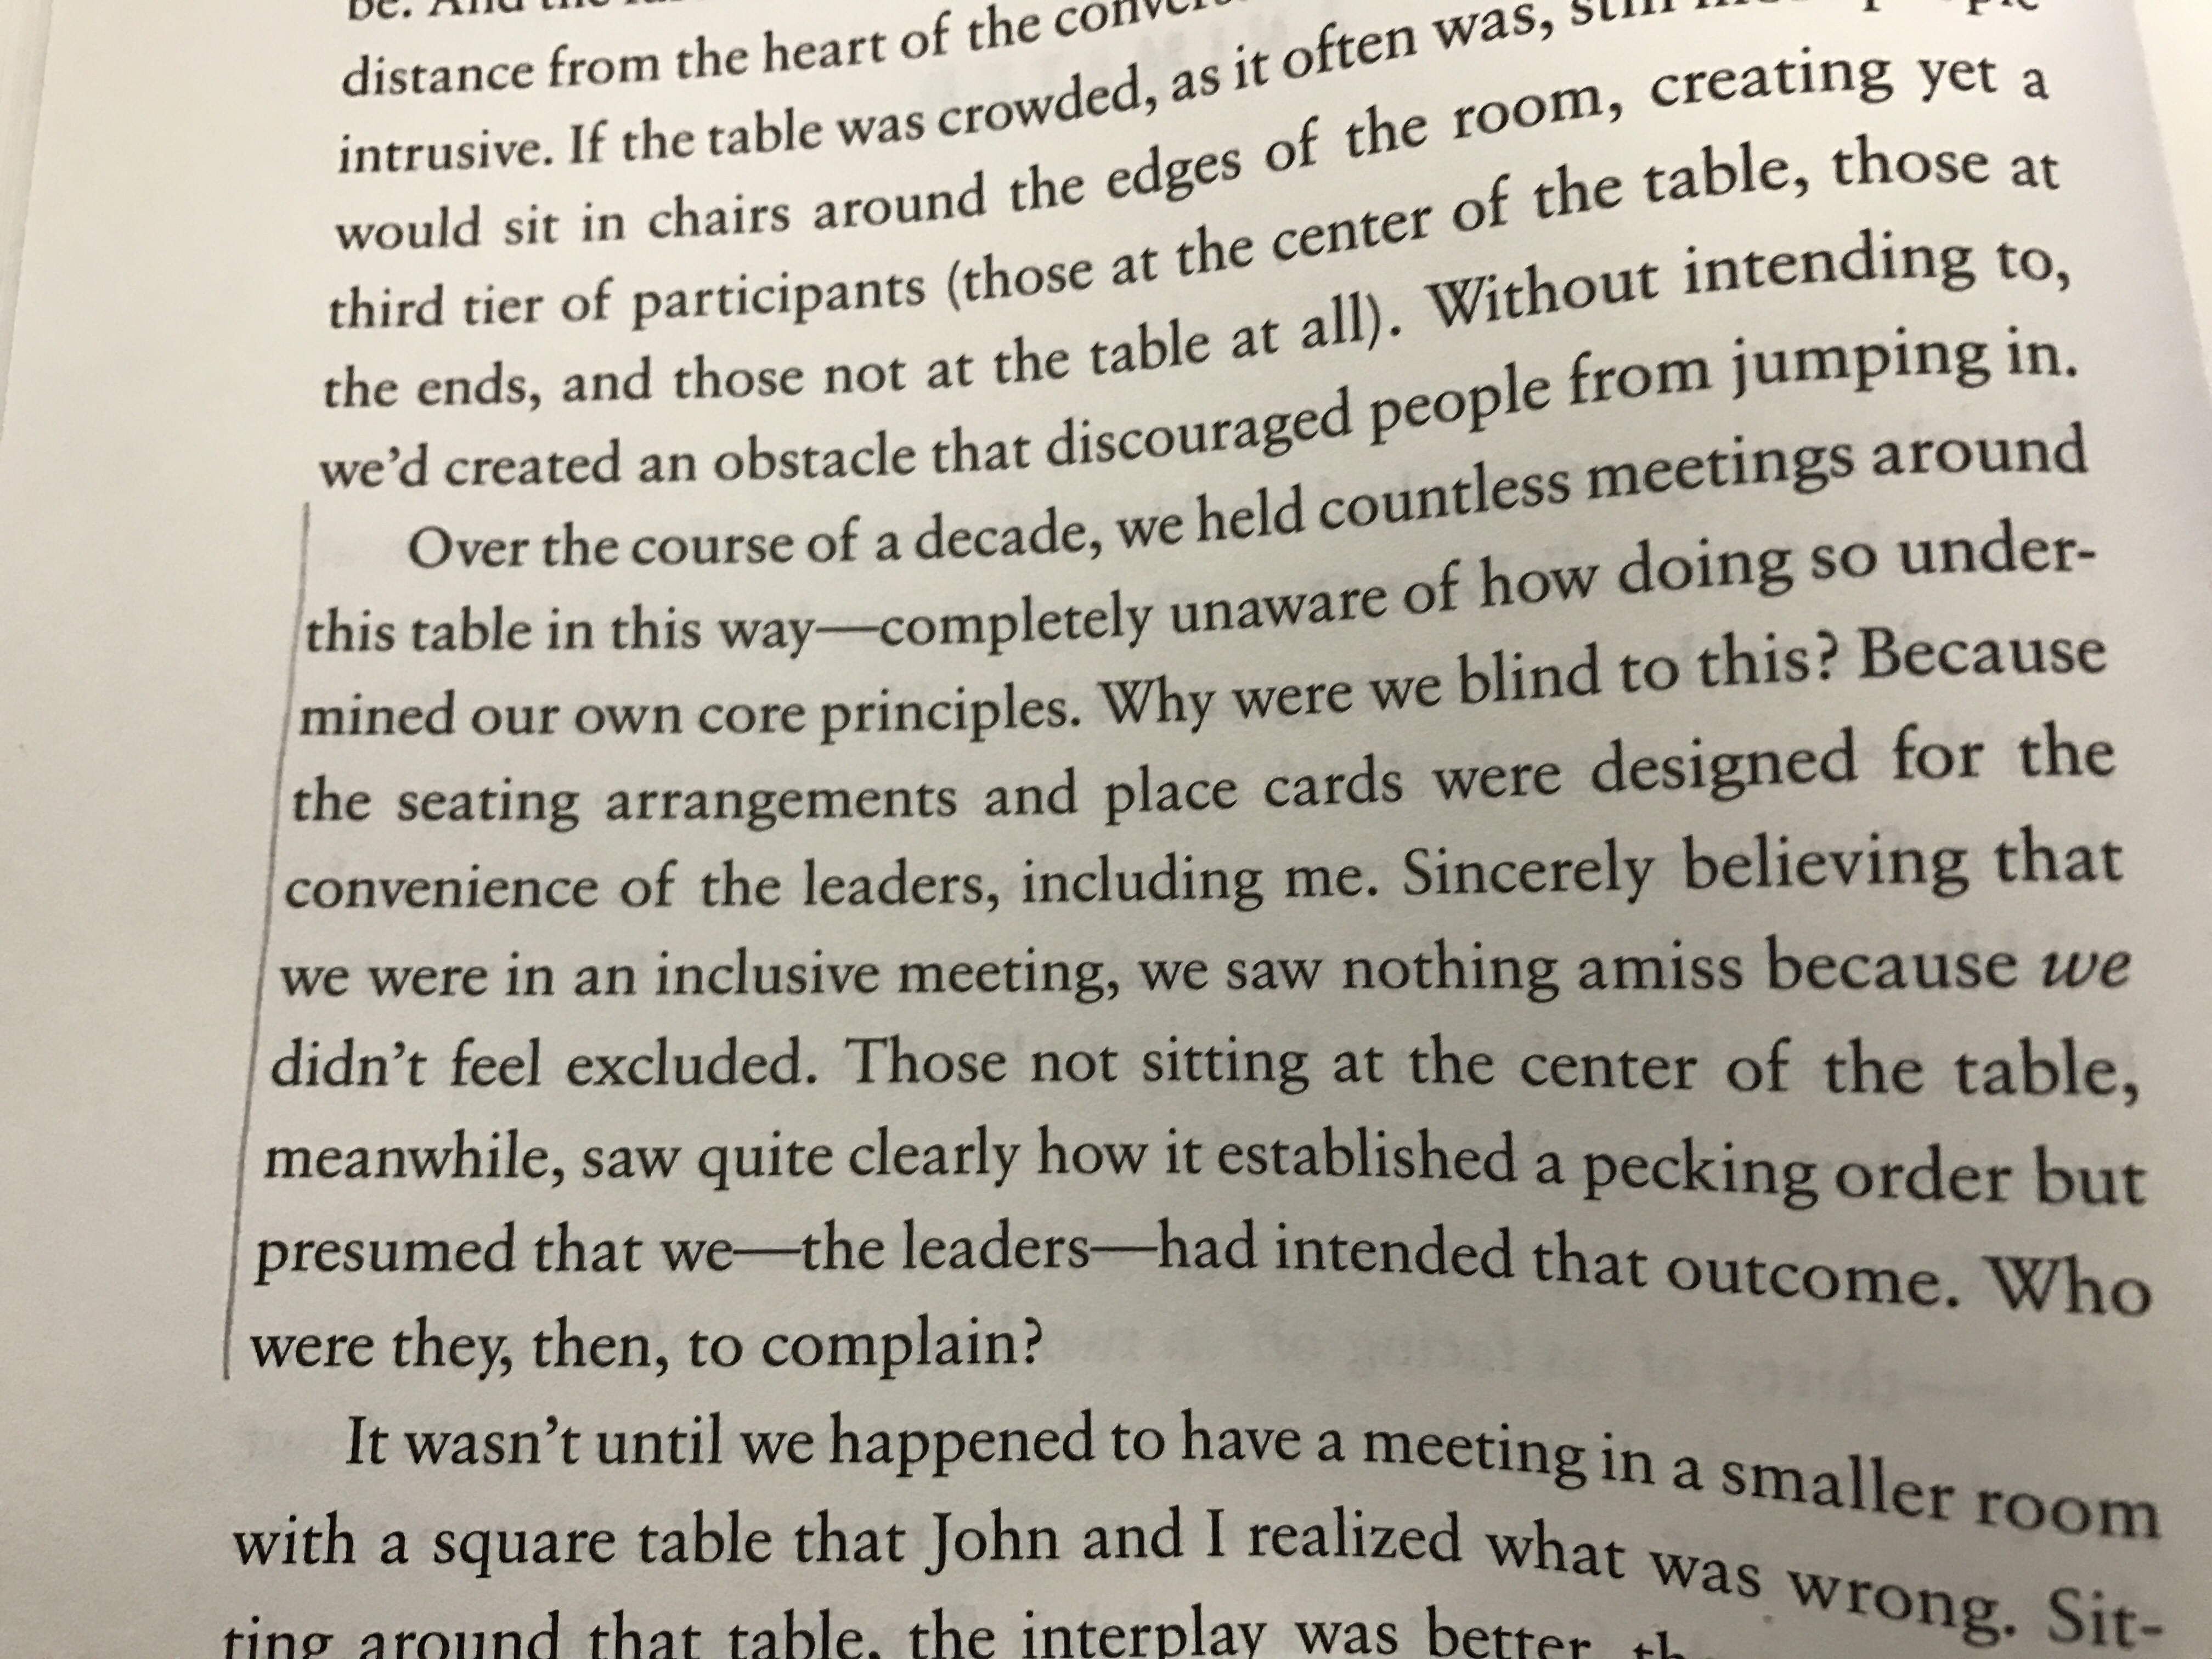 be. And the
distance from the heart of the
intrusive. If the table was crowded, as it often was, still more people
would sit in chairs around the edges of the room, creating yet a
third tier of participants (those at the center of the table, those at
the ends, and those not at the table at all). Without intending to,
we'd created an obstacle that discouraged people from jumping in.
Over the course of a decade, we held countless meetings around
this table in this way—completely unaware of how doing so under-
mined our own core principles. Why were we blind to this? Because
the seating arrangements and place cards were designed for the
convenience of the leaders, including me. Sincerely believing that
we were in an inclusive meeting, we saw nothing amiss because we
didn't feel excluded. Those not sitting at the center of the table,
meanwhile, saw quite clearly how it established a pecking order but
presumed that we—the leaders—had intended that outcome. Who
were they, then, to complain?
It wasn't until we happened to have a meeting in a smaller room
with a square table that John and I realized what was wrong. Sit-
ting around that table, the interplay was better,